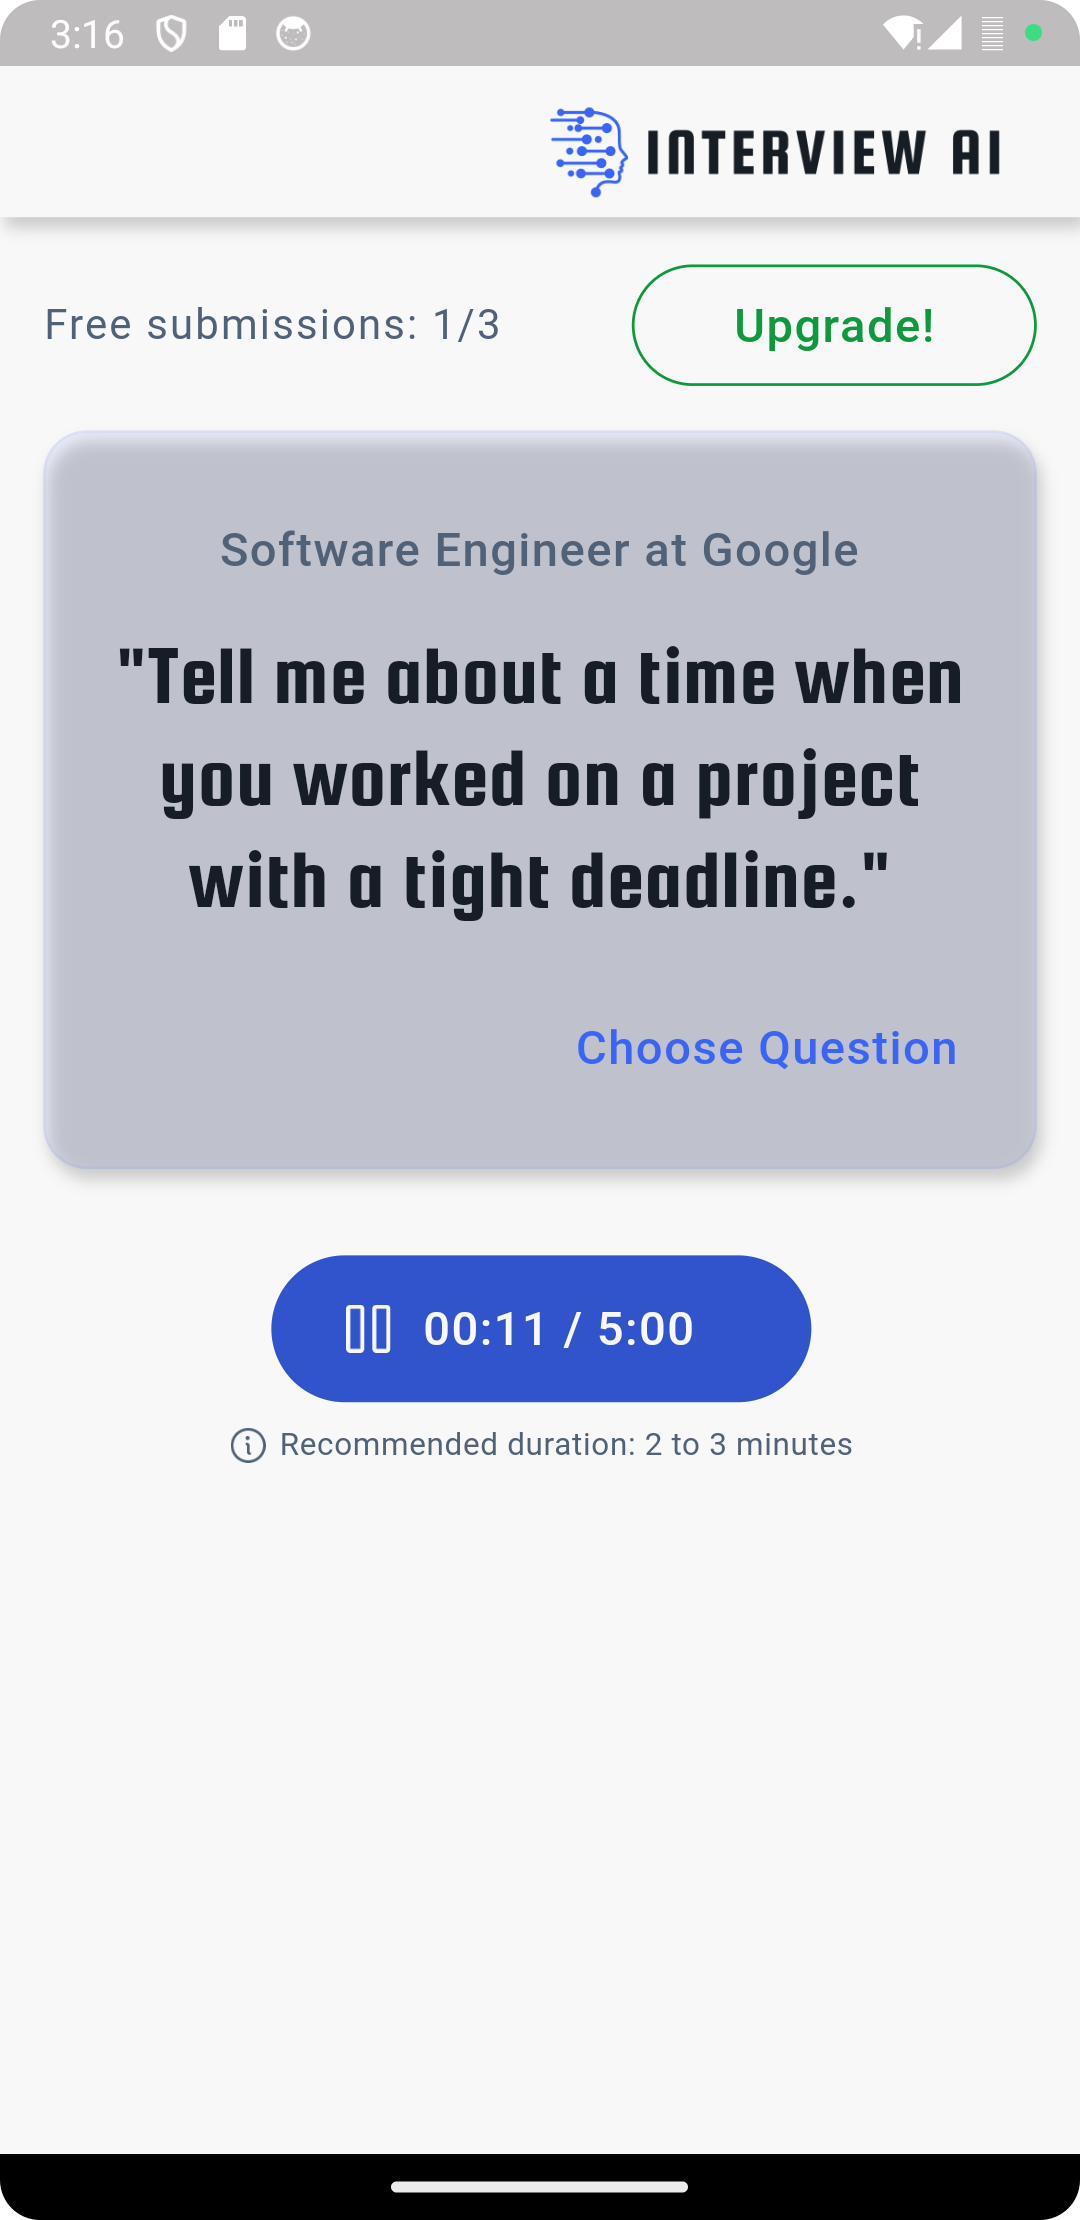 3:16
INTERVIEW AI
Free submissions: 1/3
Upgrade!
Software Engineer at Google
"Tell me about a time when
you worked on a project
with a tight deadline."
Choose Question
00:11 / 5:00
Recommended duration: 2 to 3 minutes